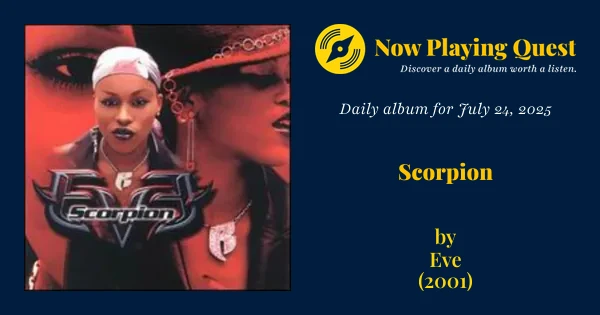 Now Playing Quest
Discover a daily album worth a listen.
Daily album for July 24, 2025
EVE
Scorpion
Scorpion
by
Eve
(2001)